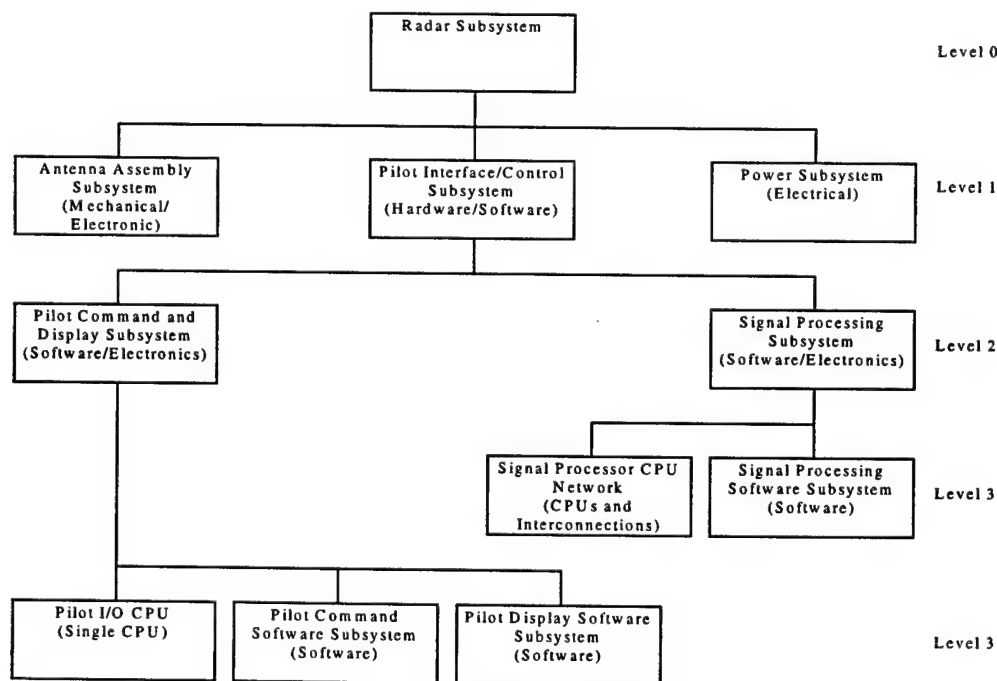 Radar Subsystem
Level 0
Antenna Assembly
Subsystem
(Mechanical/
Electronic)
Pilot Interface/Control
Subsystem
(Hardware/Software)
Power Subsystem
(Electrical)
Level 1
Pilot Command and
Display Subsystem
(Software/Electronics)
Signal Processing
Subsystem
(Software/Electronics)
Level 2
Signal Processor CPU
Network
(CPUs and
Interconnections)
Signal Processing
Software Subsystem
(Software)
Level 3
Pilot I/O CPU
(Single CPU)
Pilot Command
Software Subsystem
(Software)
Pilot Display Software
Subsystem
(Software)
Level 3